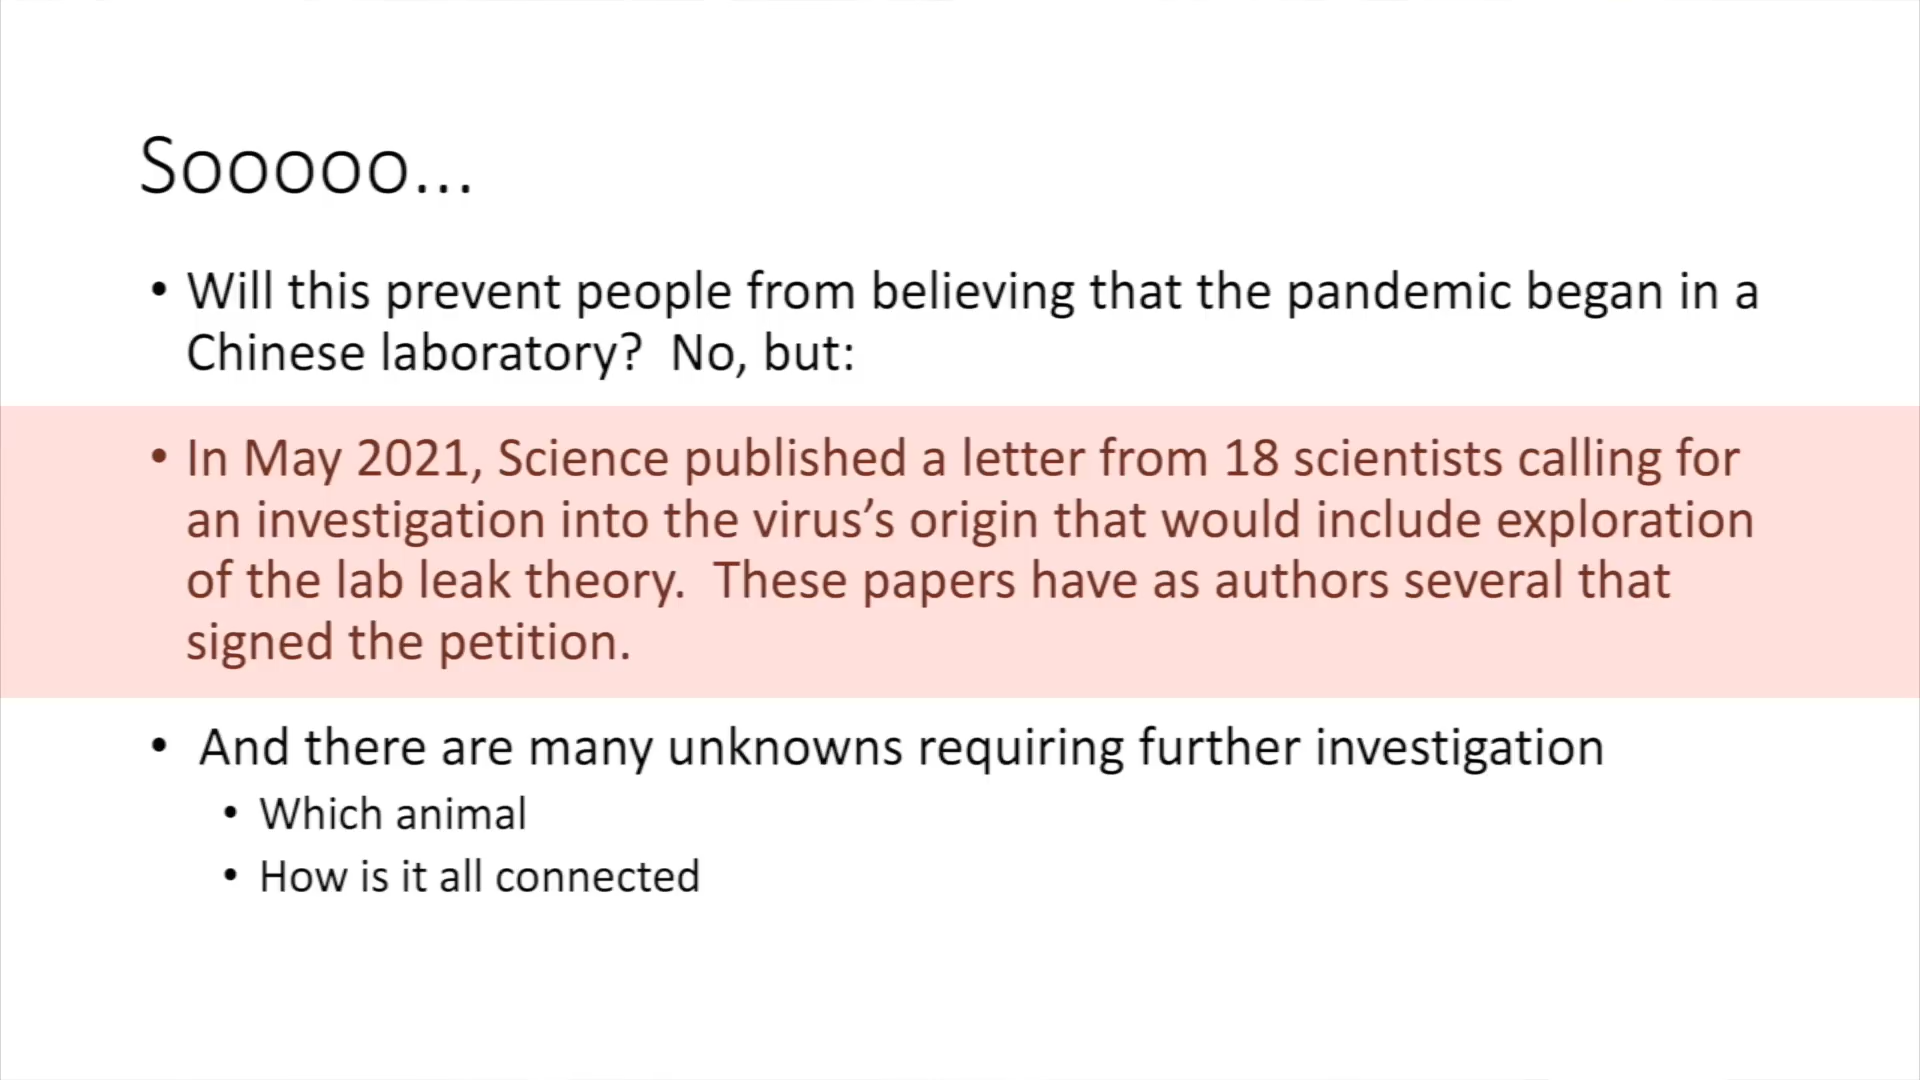 Sooooo...
• Will this prevent people from believing that the pandemic began in a
Chinese laboratory?  No, but:
• In May 2021, Science published a letter from 18 scientists calling for
an investigation into the virus’s origin that would include exploration
of the lab leak theory.  These papers have as authors several that
signed the petition.
• And there are many unknowns requiring further investigation
• Which animal
• How is it all connected